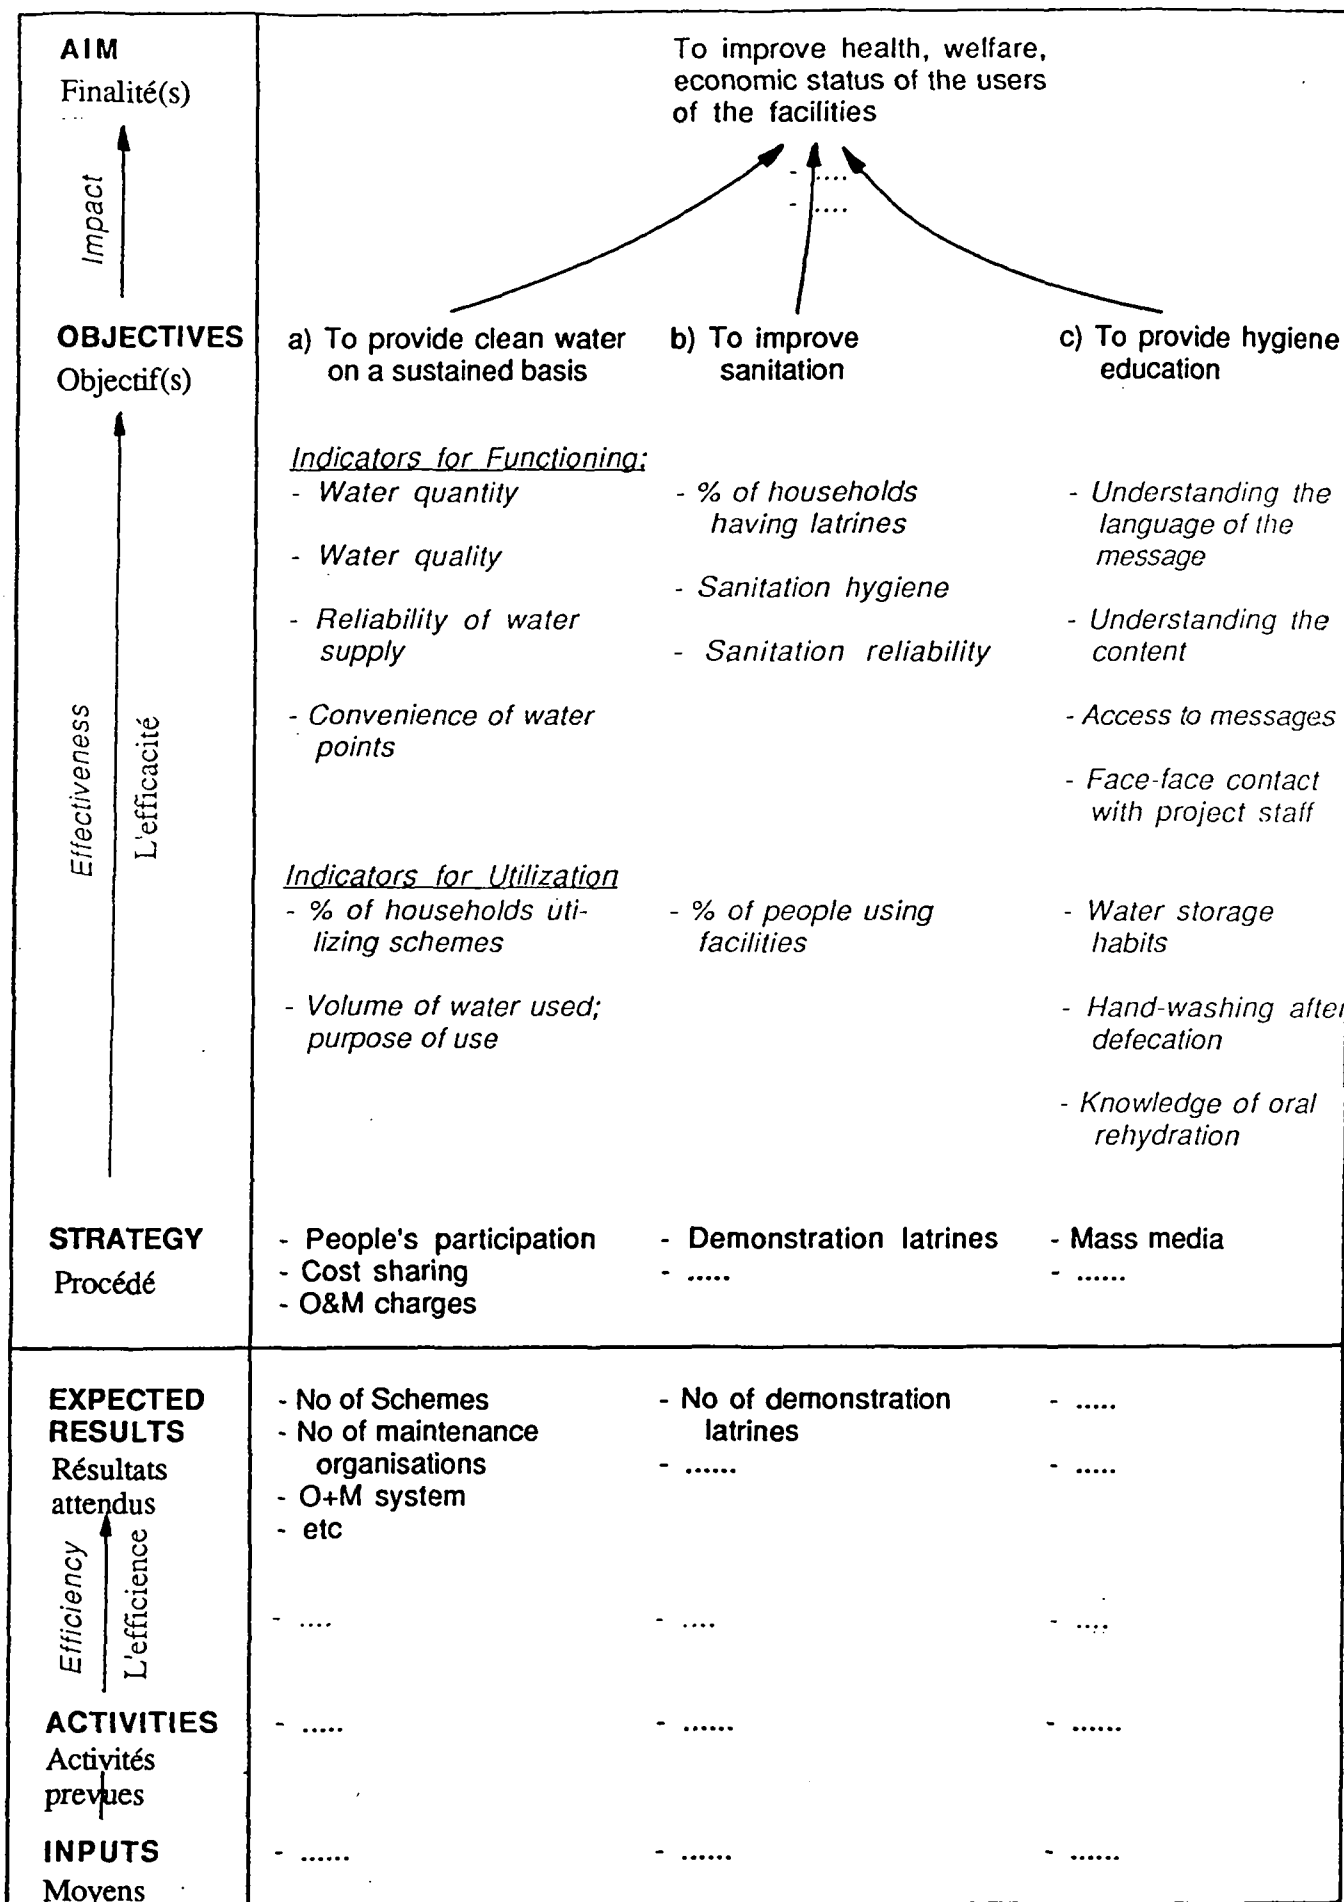 AIM
Finalité(s)
To improve health, welfare,
economic status of the users
of the facilities
- ....
- ....
Impact
OBJECTIVES
Objectif(s)
a) To provide clean water
on a sustained basis
b) To improve
sanitation
c) To provide hygiene
education
Effectiveness
L'efficacité
Indicators for Functioning:
- Water quantity
- Water quality
- Reliability of water
supply
- Convenience of water
points
- % of households
having latrines
- Sanitation hygiene
- Sanitation reliability
- Understanding the
language of the
message
- Understanding the
content
- Access to messages
- Face-face contact
with project staff
Indicators for Utilization
- % of households uti-
lizing schemes
- Volume of water used;
purpose of use
- % of people using
facilities
- Water storage
habits
- Hand-washing after
defecation
- Knowledge of oral
rehydration
STRATEGY
Procédé
- People's participation
- Cost sharing
- O&M charges
- Demonstration latrines
- .....
- Mass media
- ......
EXPECTED
RESULTS
Résultats
attendus
- No of Schemes
- No of maintenance
organisations
- O+M system
- etc
- No of demonstration
latrines
- ......
- .....
- .....
Efficiency
L'efficience
- ....
- ....
- ....
ACTIVITIES
Activités
prevues
- .....
- ......
- ......
INPUTS
Moyens
- ......
- ......
- ......